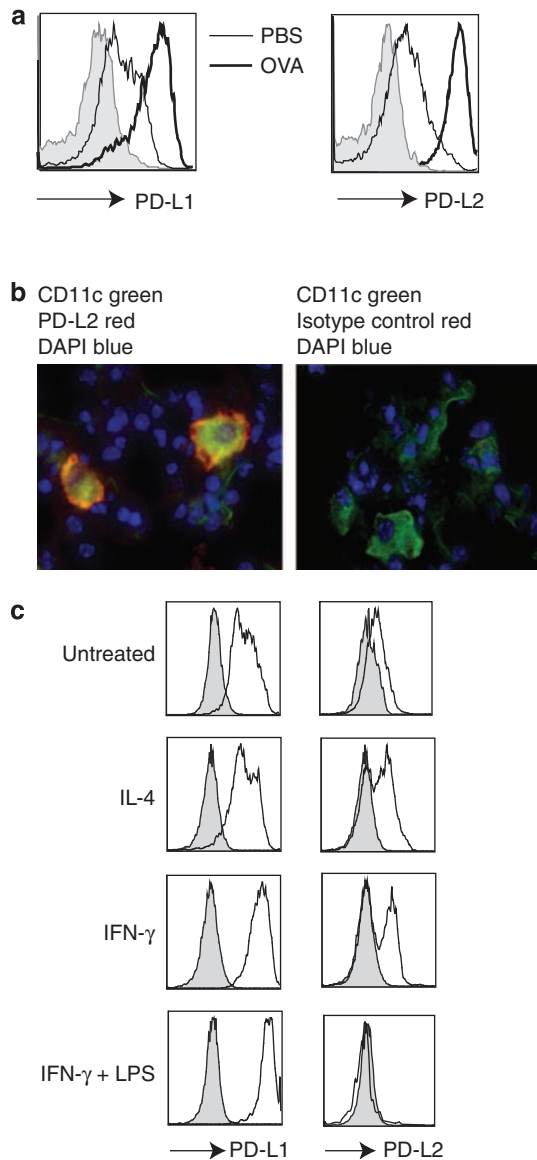 a
PBS
OVA
PD-L1
PD-L2
b
CD11c green
PD-L2 red
DAPI blue
CD11c green
Isotype control red
DAPI blue
c
Untreated
IL-4
IFN-γ
IFN-γ + LPS
PD-L1
PD-L2